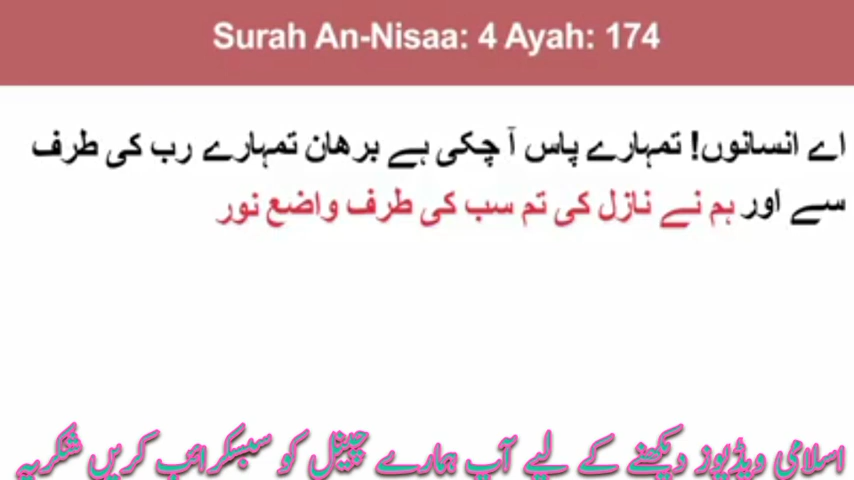 Surah An-Nisaa: 4 Ayah: 174
اے انسانوں! تمہارے پاس آ چکی ہے برھان تمہارے رب کی طرف
سے اور ہم نے نازل کی تم سب کی طرف واضع نور
اسلامی ویڈیوز دیکھنے کے لیے آپ ہمارے چینل کو سبسکرائب کریں شکریہ